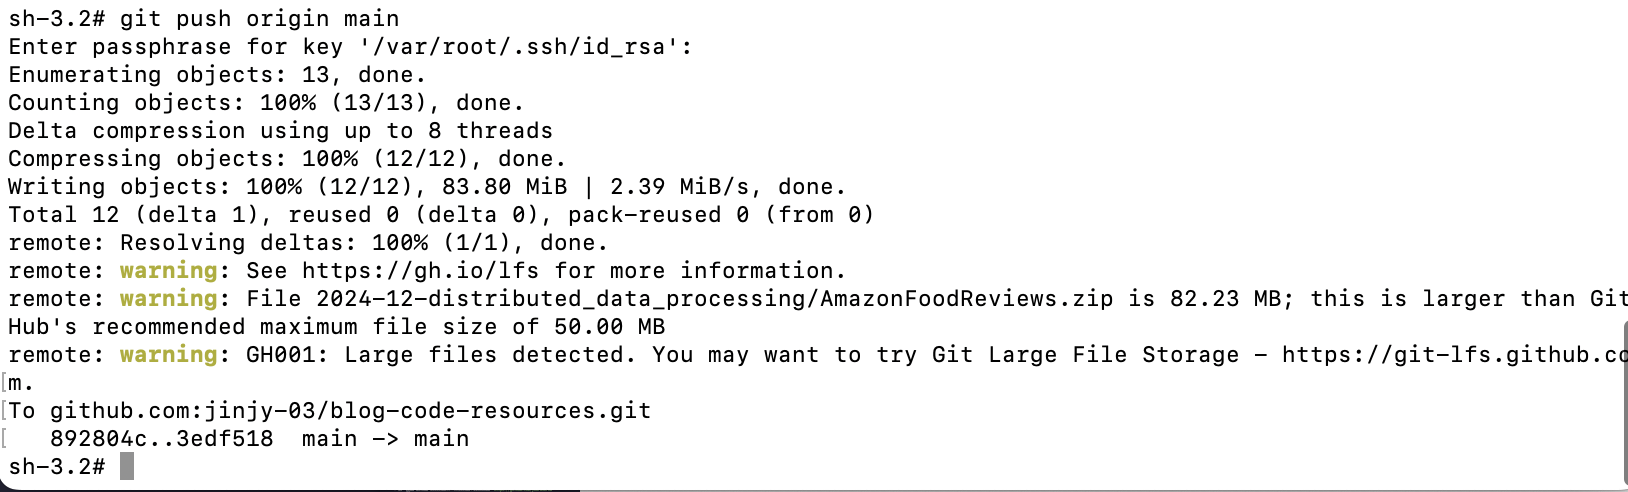 sh-3.2# git push origin main
Enter passphrase for key '/var/root/.ssh/id_rsa':
Enumerating objects: 13, done.
Counting objects: 100% (13/13), done.
Delta compression using up to 8 threads
Compressing objects: 100% (12/12), done.
Writing objects: 100% (12/12), 83.80 MiB | 2.39 MiB/s, done.
Total 12 (delta 1), reused 0 (delta 0), pack-reused 0 (from 0)
remote: Resolving deltas: 100% (1/1), done.
remote: warning: See https://gh.io/lfs for more information.
remote: warning: File 2024-12-distributed_data_processing/AmazonFoodReviews.zip is 82.23 MB; this is larger than Git
Hub's recommended maximum file size of 50.00 MB
remote: warning: GH001: Large files detected. You may want to try Git Large File Storage - https://git-lfs.github.co
[m.
[To github.com:jinjy-03/blog-code-resources.git
[   892804c..3edf518  main -> main
sh-3.2#